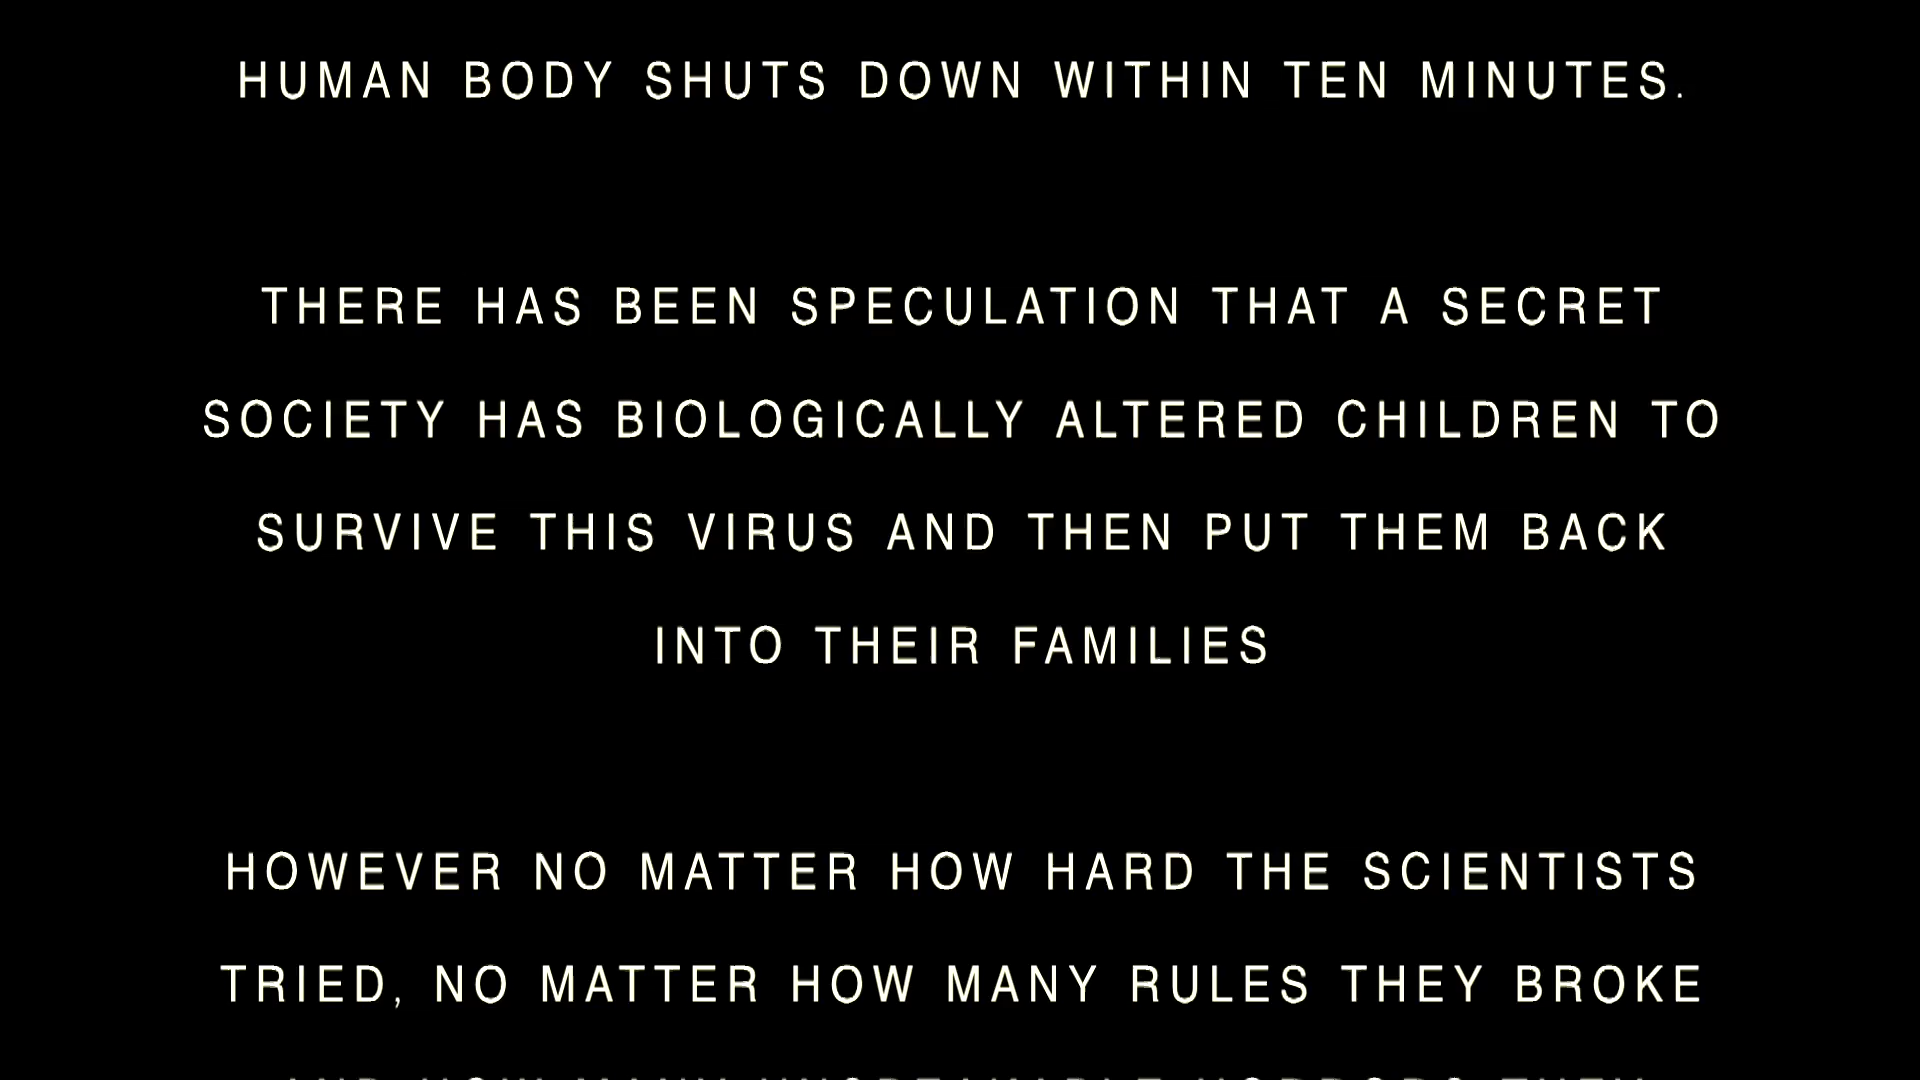 HUMAN BODY SHUTS DOWN WITHIN TEN MINUTES.
THERE HAS BEEN SPECULATION THAT A SECRET
SOCIETY HAS BIOLOGICALLY ALTERED CHILDREN TO
SURVIVE THIS VIRUS AND THEN PUT THEM BACK
INTO THEIR FAMILIES
HOWEVER NO MATTER HOW HARD THE SCIENTISTS
TRIED, NO MATTER HOW MANY RULES THEY BROKE